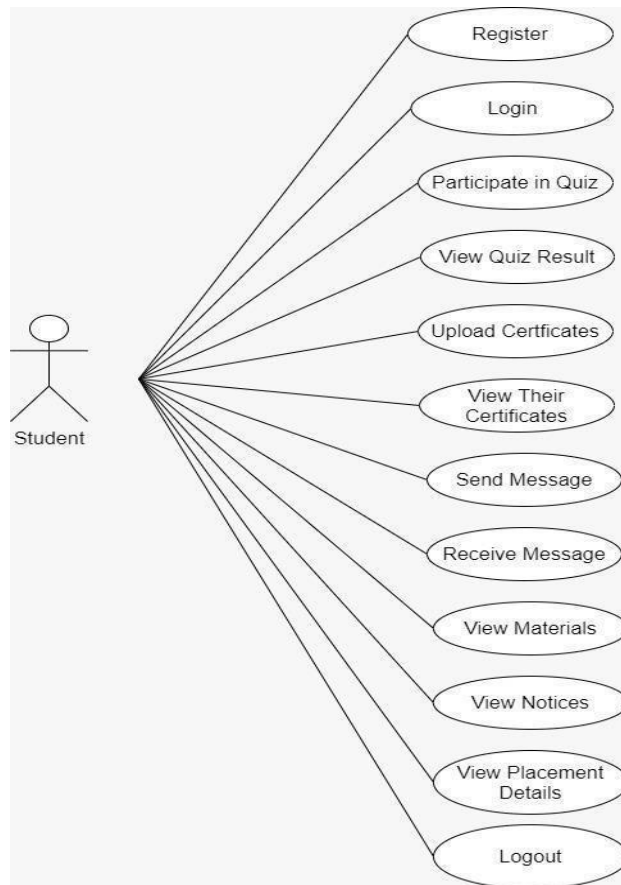 Register
Login
Participate in Quiz
View Quiz Result
Upload Certficates
View Their
Certificates
Student
Send Message
Receive Message
View Materials
View Notices
View Placement
Details
Logout